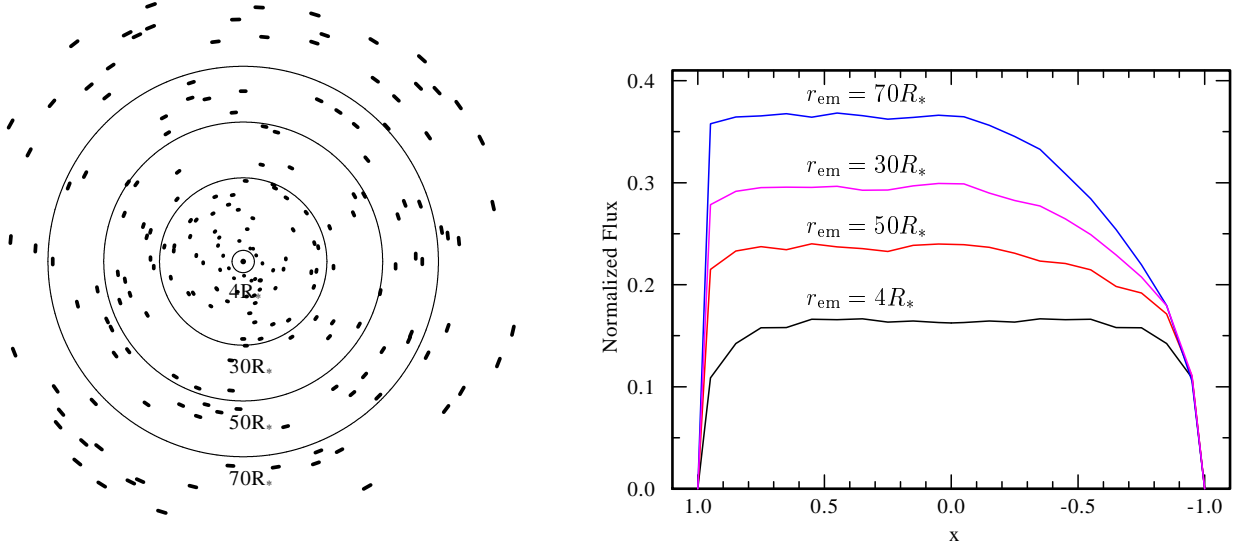 4R*
30R*
50R*
70R*
Normalized Flux
0.4
0.3
0.2
0.1
0.0
r_em = 70R*
r_em = 30R*
r_em = 50R*
r_em = 4R*
1.0 0.5 0.0 -0.5 -1.0
x